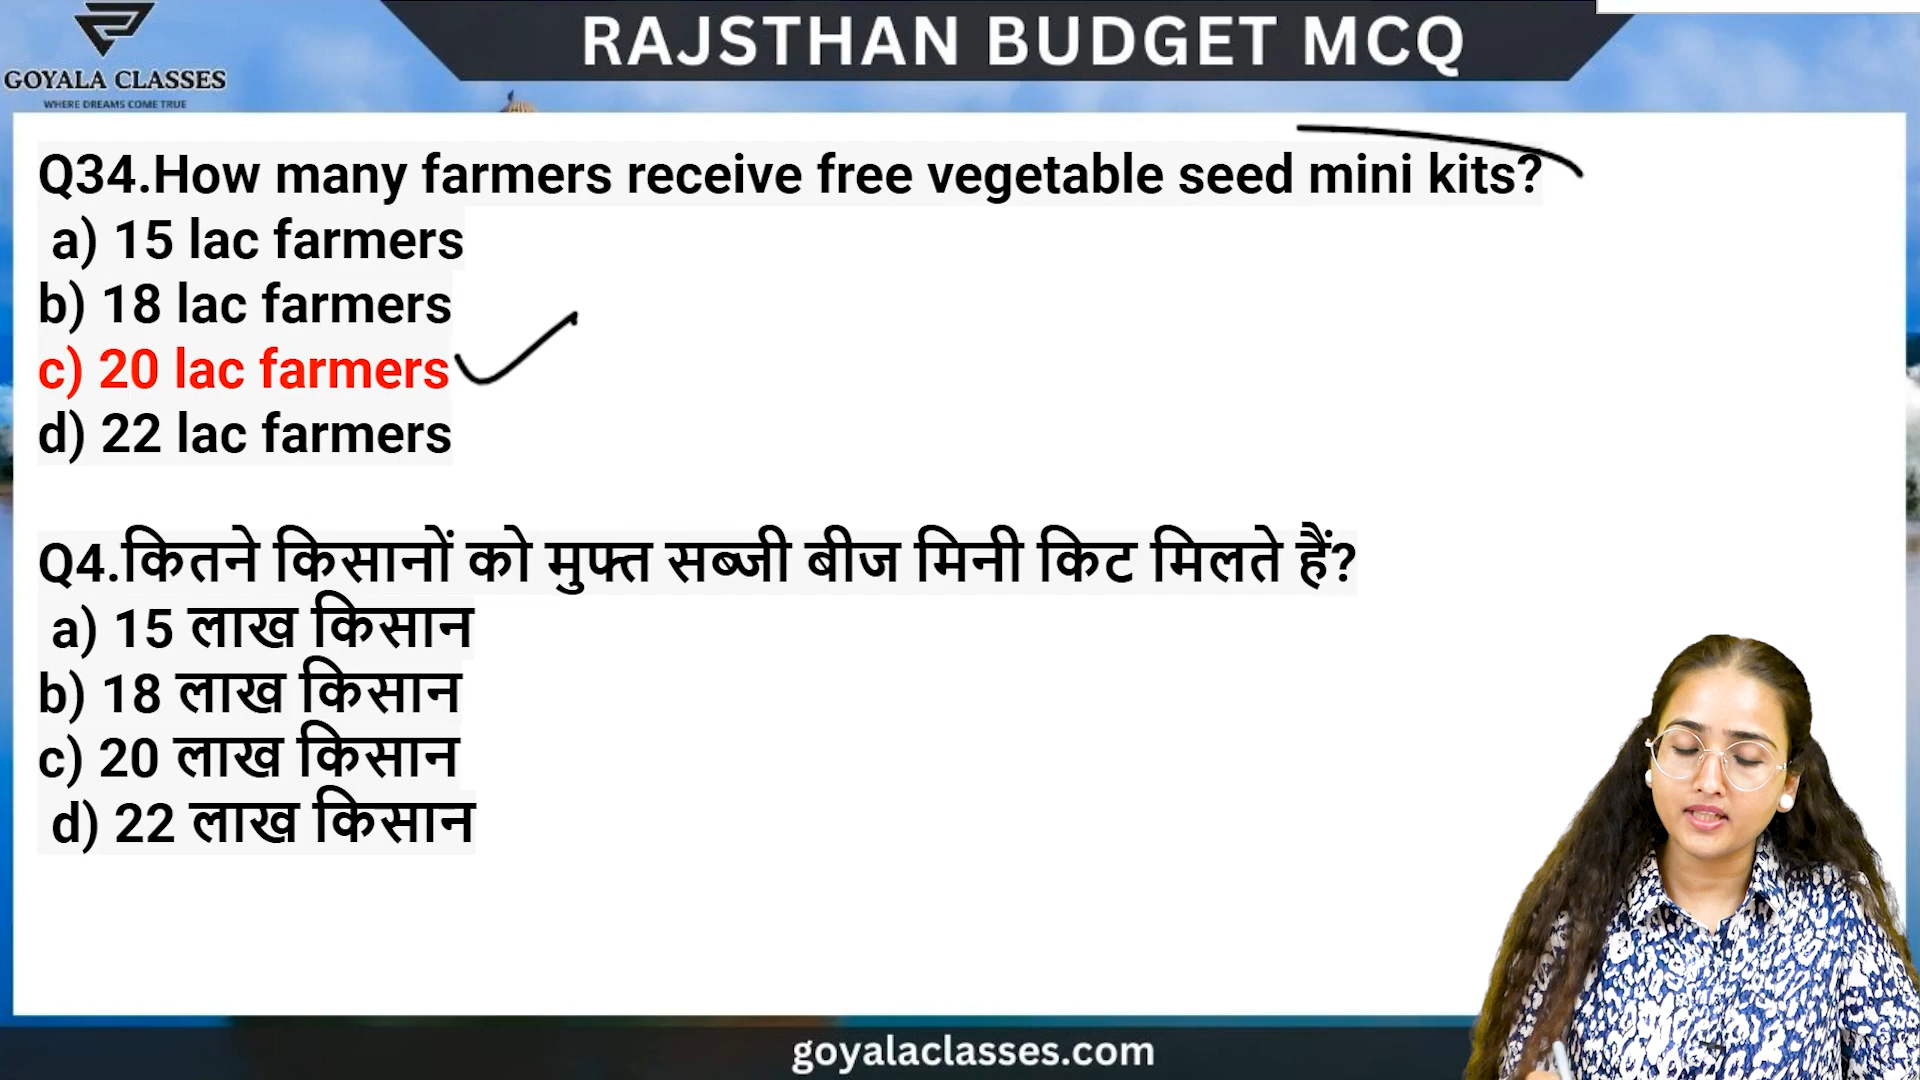 GOYALA CLASSES
WHERE DREAMS COME TRUE
RAJSTHAN BUDGET MCQ
Q34.How many farmers receive free vegetable seed mini kits?
a) 15 lac farmers
b) 18 lac farmers
c) 20 lac farmers
d) 22 lac farmers
Q4.कितने किसानों को मुफ्त सब्जी बीज मिनी किट मिलते हैं?
a) 15 लाख किसान
b) 18 लाख किसान
c) 20 लाख किसान
d) 22 लाख किसान
goyalaclasses.com